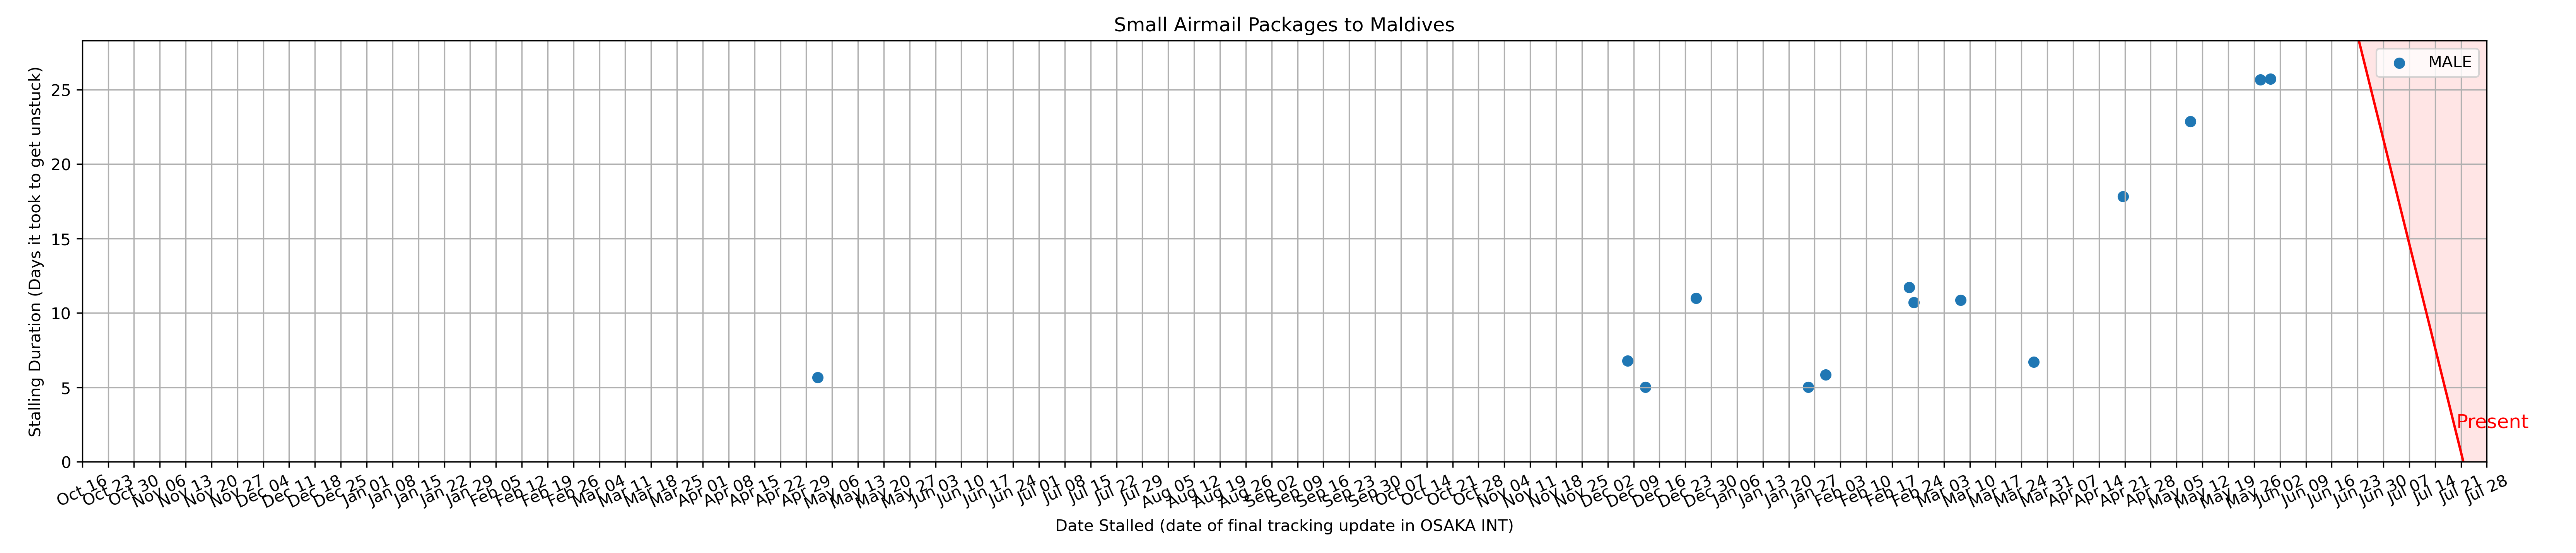 Small Airmail Packages to Maldives
MALE
Stalling Duration (Days it took to get unstuck)
25
20
15
10
5
0
Present
Oct 16 Oct 23 Oct 30 Nov 06 Nov 13 Nov 20 Nov 27 Dec 04 Dec 11 Dec 18 Dec 25 Jan 01 Jan 08 Jan 15 Jan 22 Jan 29 Feb 05 Feb 12 Feb 19 Feb 26 Mar 04 Mar 11 Mar 18 Mar 25 Apr 01 Apr 08 Apr 15 Apr 22 Apr 29 May 06 May 13 May 20 May 27 Jun 03 Jun 10 Jun 17 Jun 24 Jul 01 Jul 08 Jul 15 Jul 22 Jul 29 Aug 05 Aug 12 Aug 19 Aug 26 Sep 02 Sep 09 Sep 16 Sep 23 Sep 30 Oct 07 Oct 14 Oct 21 Oct 28 Nov 04 Nov 11 Nov 18 Nov 25 Dec 02 Dec 09 Dec 16 Dec 23 Dec 30 Jan 06 Jan 13 Jan 20 Jan 27 Feb 03 Feb 10 Feb 17 Feb 24 Mar 03 Mar 10 Mar 17 Mar 24 Mar 31 Apr 07 Apr 14 Apr 21 Apr 28 May 05 May 12 May 19 May 26 Jun 02 Jun 09 Jun 16 Jun 23 Jun 30 Jul 07 Jul 14 Jul 21 Jul 28
Date Stalled (date of final tracking update in OSAKA INT)